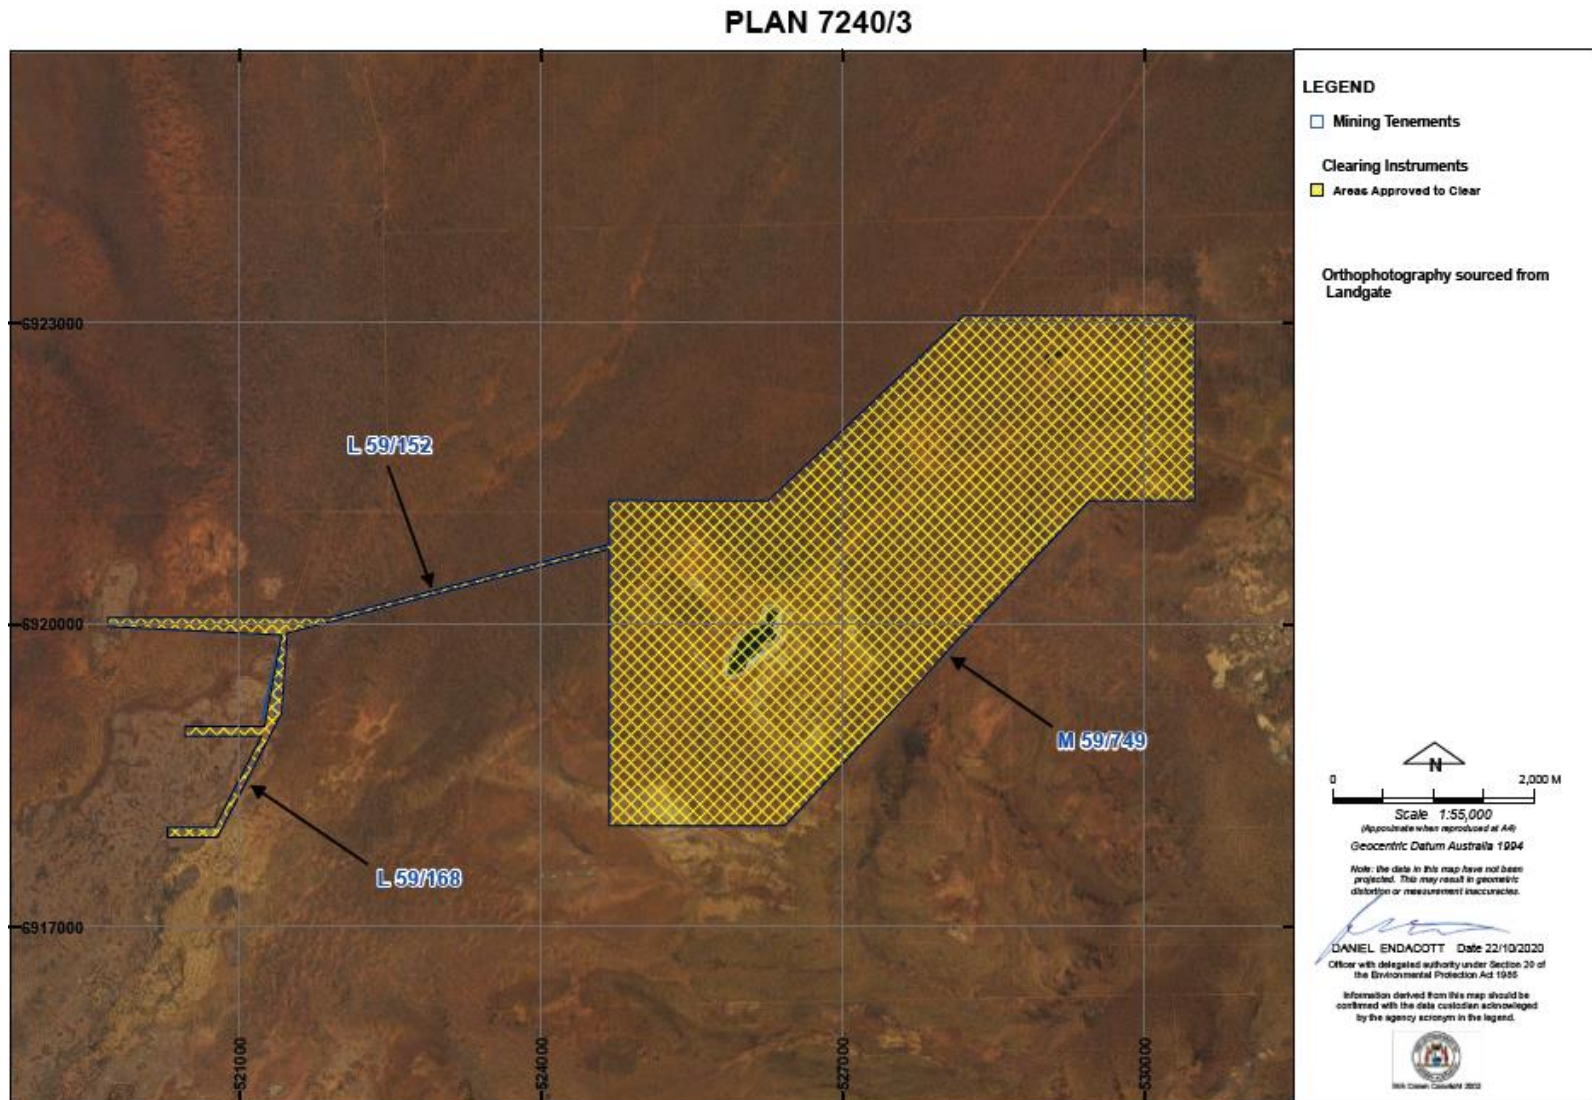 PLAN 7240/3
LEGEND
Mining Tenements
Clearing Instruments
Areas Approved to Clear
Orthophotography sourced from
Landgate
6923000
L 59/152
6920000
M 59/749
L 59/168
6917000
521000
524000
527000
530000
N
0 2,000 M
Scale 1:55,000
(Approximate when reproduced at A4)
Geocentric Datum Australia 1994
Note: the data in this map have not been
projected. This may result in geometric
distortion or measurement inaccuracies.
DANIEL ENDACOTT Date 22/10/2020
Officer with delegated authority under Section 20 of
the Environmental Protection Act 1986
Information derived from this map should be
confirmed with the data custodian acknowleged
by the agency acronym in the legend.